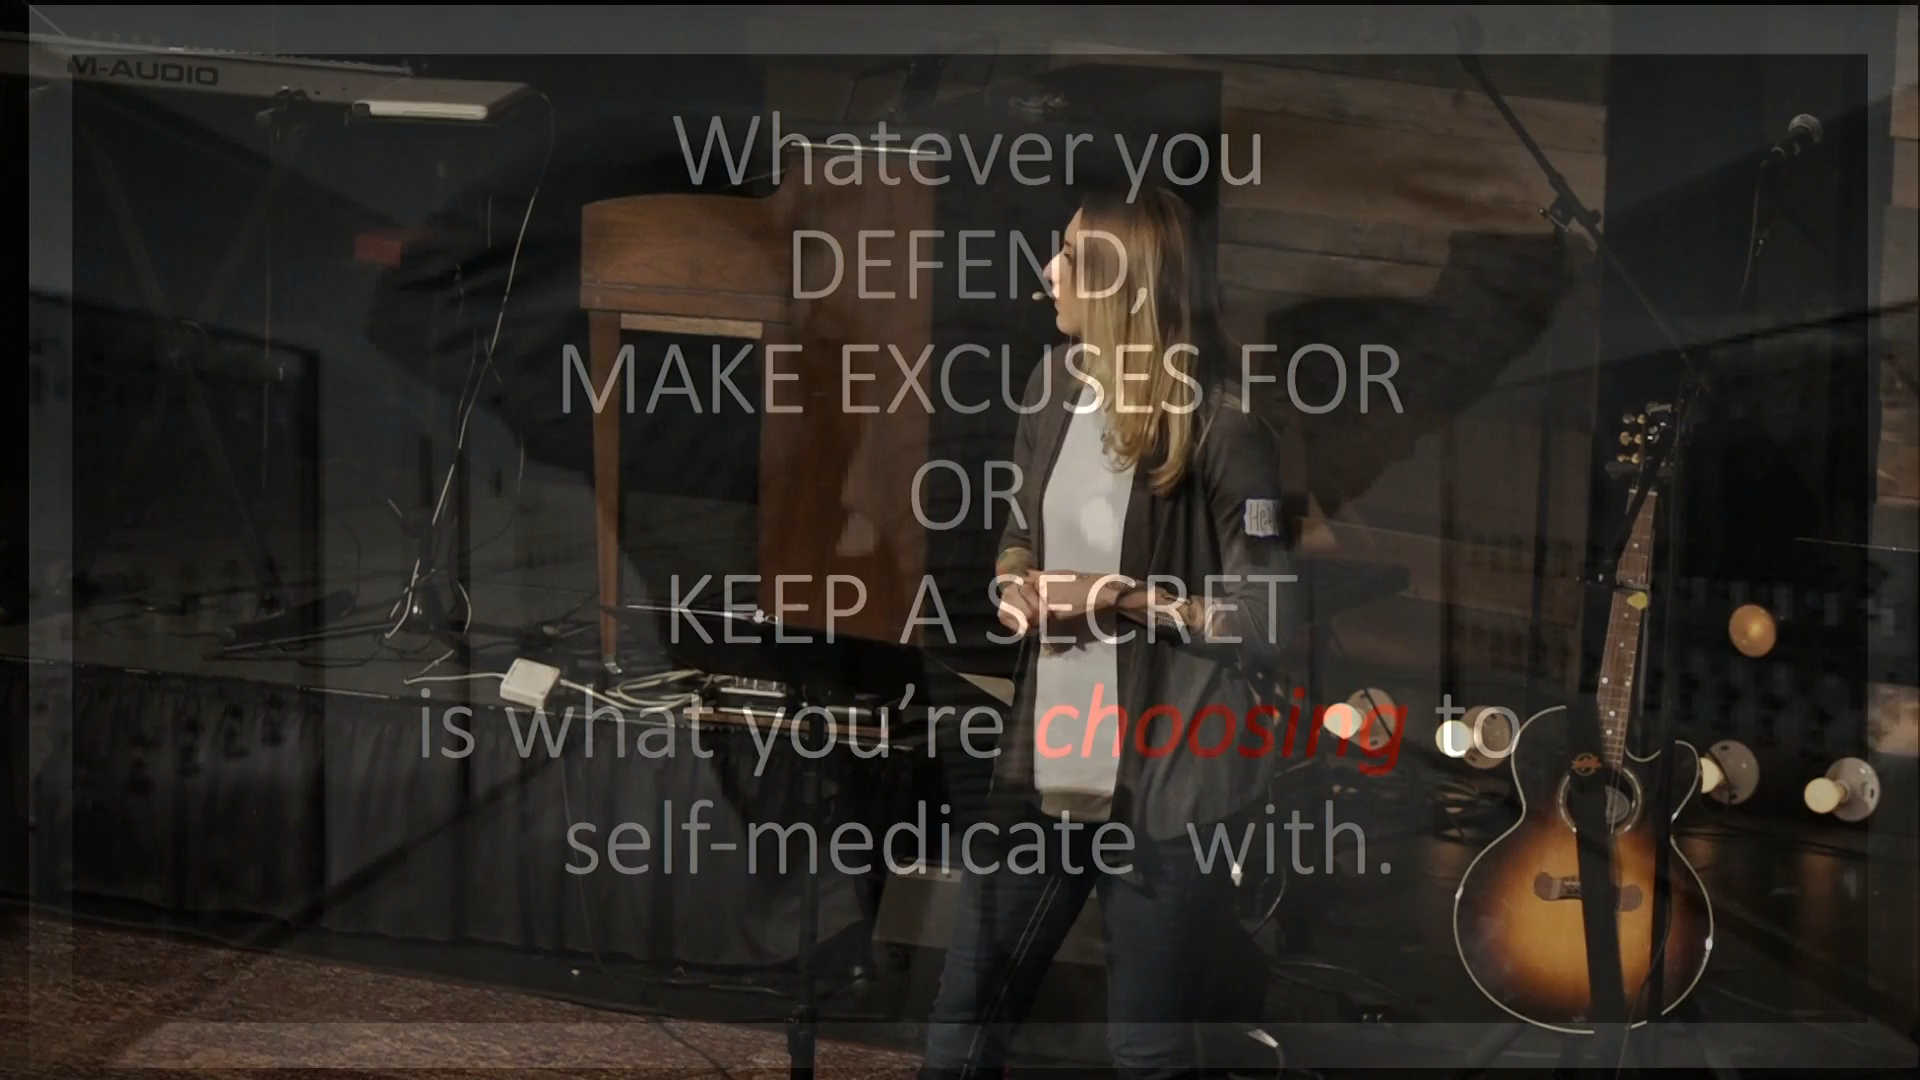 M-AUDIO
Whatever you
DEFEND,
MAKE EXCUSES FOR
OR
KEEP A SECRET
is what you’re choosing to
self-medicate with.